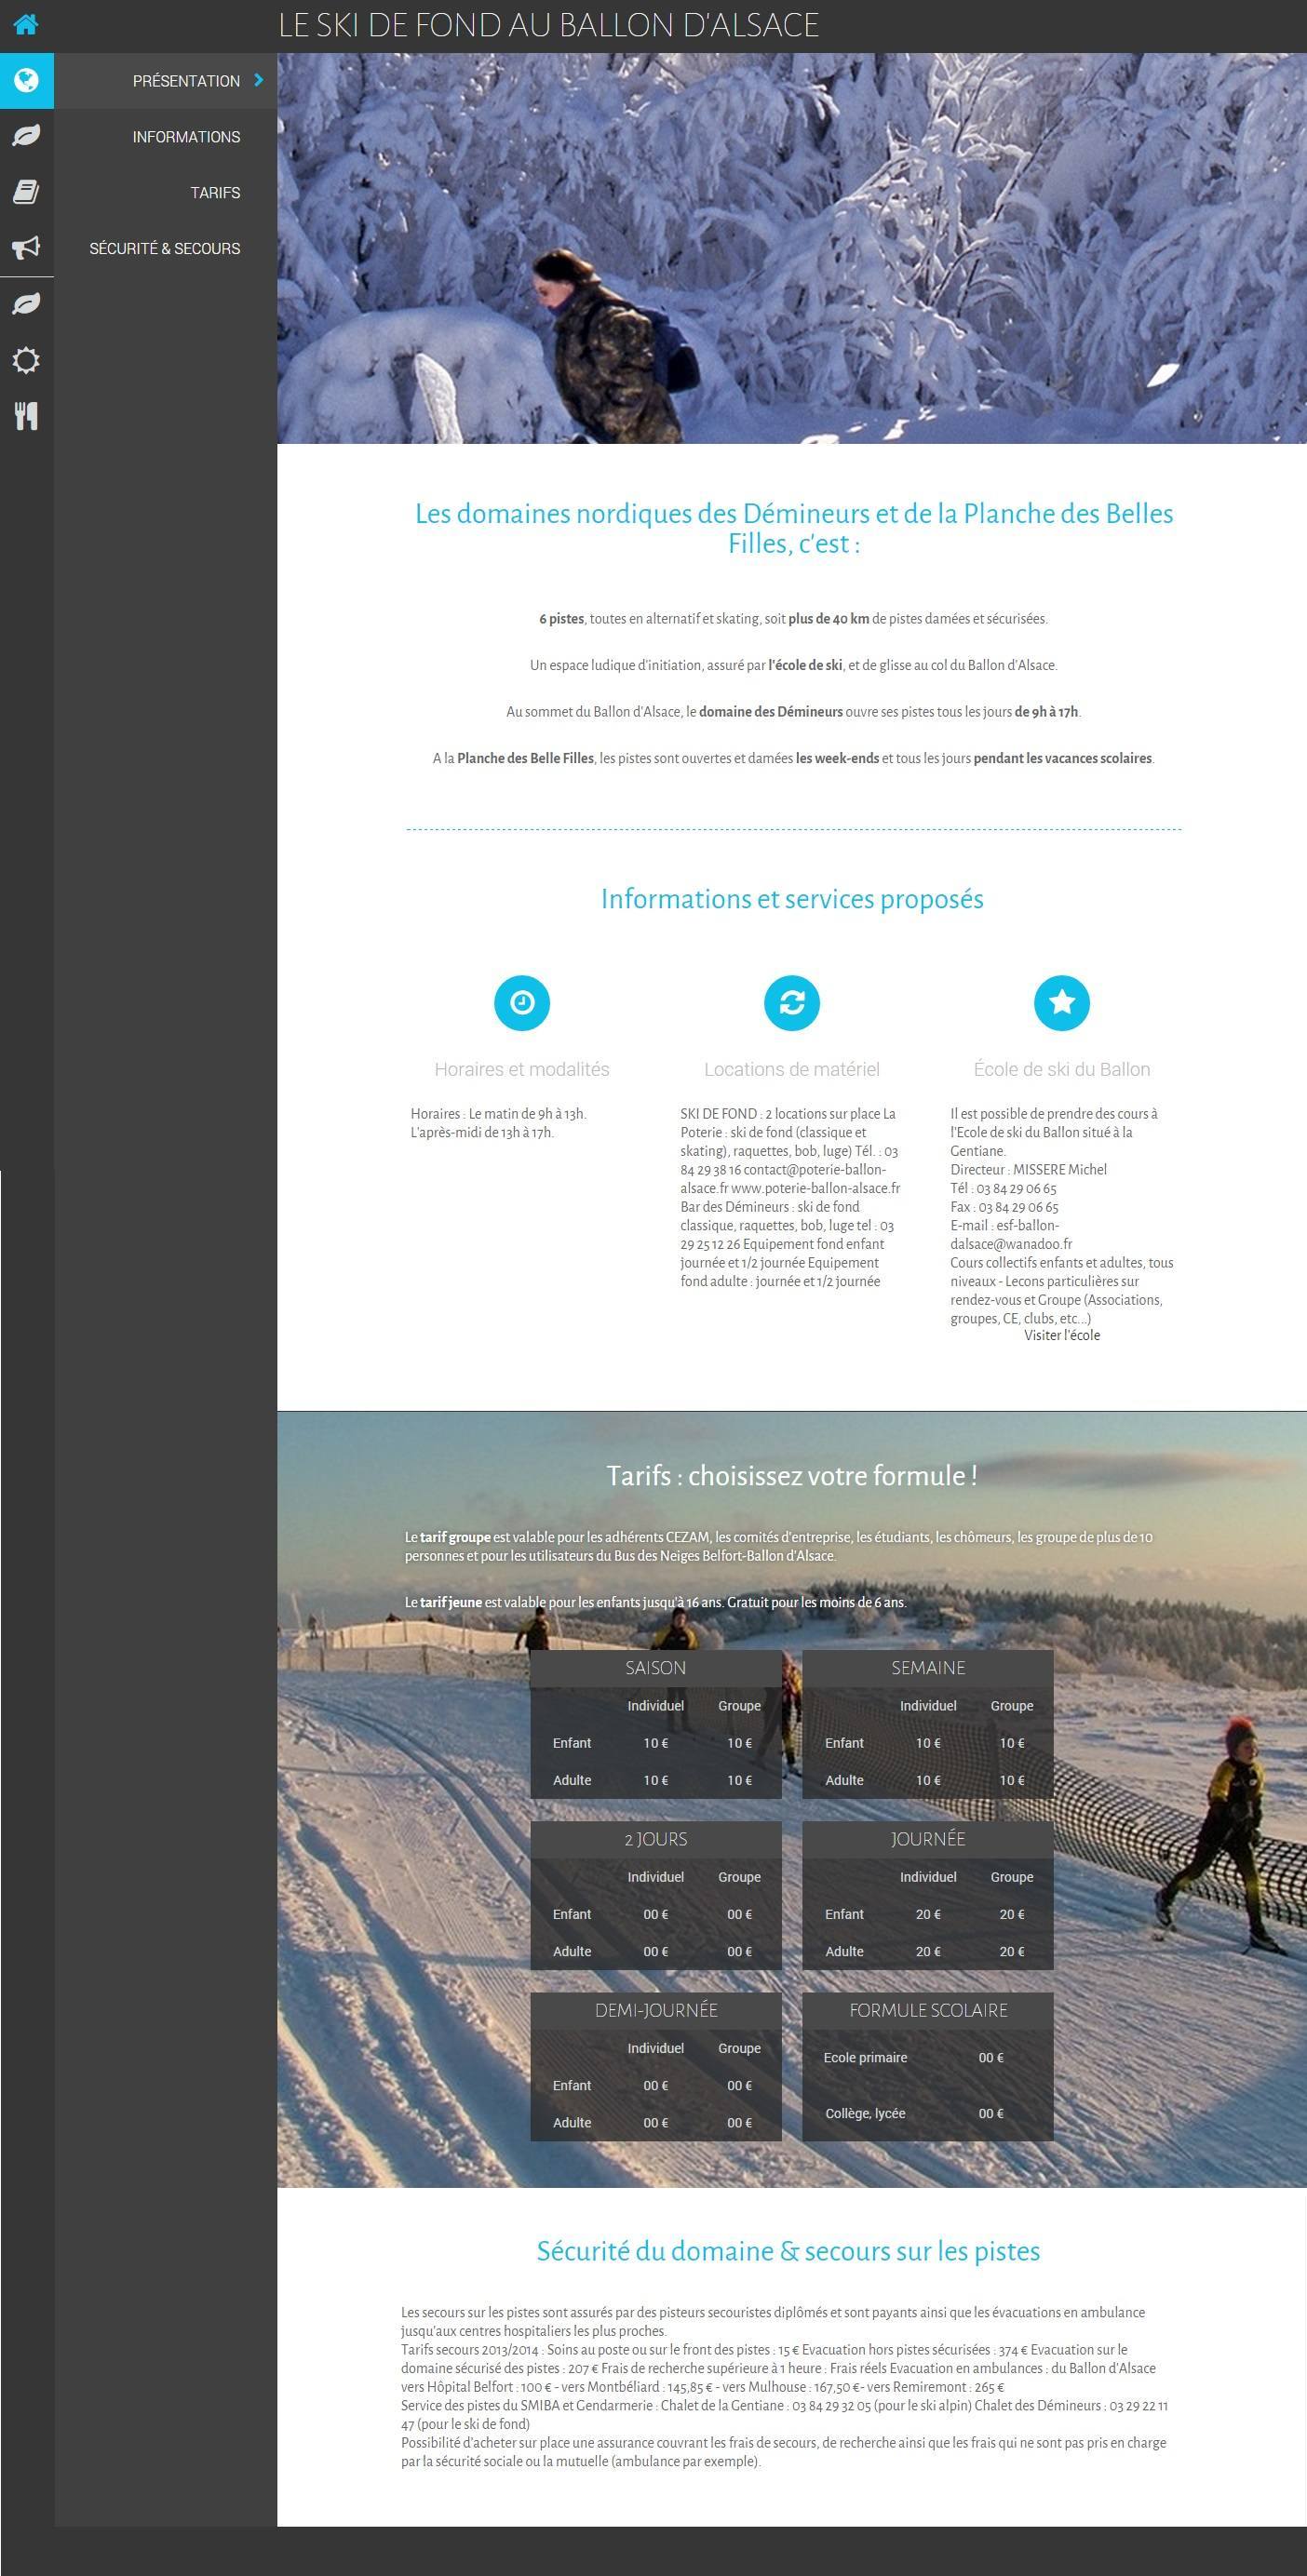 LE SKI DE FOND AU BALLON D'ALSACE
PRÉSENTATION
INFORMATIONS
TARIFS
SÉCURITÉ & SECOURS
Les domaines nordiques des Démineurs et de la Planche des Belles
Filles, c'est :
6 pistes, toutes en alternatif et skating, soit plus de 40 km de pistes damées et sécurisées.
Un espace ludique d'initiation, assuré par l'école de ski, et de glisse au col du Ballon d'Alsace.
Au sommet du Ballon d'Alsace, le domaine des Démineurs ouvre ses pistes tous les jours de 9h à 17h.
A la Planche des Belle Filles, les pistes sont ouvertes et damées les week-ends et tous les jours pendant les vacances scolaires.
Informations et services proposés
Horaires et modalités
Horaires : Le matin de 9h à 13h.
L'après-midi de 13h à 17h.
Locations de matériel
SKI DE FOND : 2 locations sur place La
Poterie : ski de fond (classique et
skating), raquettes, bob, luge) Tél. : 03
84 29 38 16 contact@poterie-ballon-
alsace.fr www.poterie-ballon-alsace.fr
Bar des Démineurs : ski de fond
classique, raquettes, bob, luge tel : 03
29 25 12 26 Equipement fond enfant
journée et 1/2 journée Equipement
fond adulte : journée et 1/2 journée
École de ski du Ballon
Il est possible de prendre des cours à
l'Ecole de ski du Ballon situé à la
Gentiane.
Directeur : MISSERE Michel
Tél : 03 84 29 06 65
Fax : 03 84 29 06 65
E-mail : esf-ballon-
dalsace@wanadoo.fr
Cours collectifs enfants et adultes, tous
niveaux - Lecons particulières sur
rendez-vous et Groupe (Associations,
groupes, CE, clubs, etc...)
Visiter l'école
Tarifs : choisissez votre formule !
Le tarif groupe est valable pour les adhérents CEZAM, les comités d'entreprise, les étudiants, les chômeurs, les groupe de plus de 10
personnes et pour les utilisateurs du Bus des Neiges Belfort-Ballon d'Alsace.
Le tarif jeune est valable pour les enfants jusqu'à 16 ans. Gratuit pour les moins de 6 ans.
SAISON
Individuel Groupe
Enfant 10 € 10 €
Adulte 10 € 10 €
SEMAINE
Individuel Groupe
Enfant 10 € 10 €
Adulte 10 € 10 €
2 JOURS
Individuel Groupe
Enfant 00 € 00 €
Adulte 00 € 00 €
JOURNÉE
Individuel Groupe
Enfant 20 € 20 €
Adulte 20 € 20 €
DEMI-JOURNÉE
Individuel Groupe
Enfant 00 € 00 €
Adulte 00 € 00 €
FORMULE SCOLAIRE
Ecole primaire 00 €
Collège, lycée 00 €
Sécurité du domaine & secours sur les pistes
Les secours sur les pistes sont assurés par des pisteurs secouristes diplômés et sont payants ainsi que les évacuations en ambulance
jusqu'aux centres hospitaliers les plus proches.
Tarifs secours 2013/2014 : Soins au poste ou sur le front des pistes : 15 € Evacuation hors pistes sécurisées : 374 € Evacuation sur le
domaine sécurisé des pistes : 207 € Frais de recherche supérieure à 1 heure : Frais réels Evacuation en ambulances : du Ballon d'Alsace
vers Hôpital Belfort : 100 € - vers Montbéliard : 145,85 € - vers Mulhouse : 167,50 €- vers Remiremont : 265 €
Service des pistes du SMIBA et Gendarmerie : Chalet de la Gentiane : 03 84 29 32 05 (pour le ski alpin) Chalet des Démineurs : 03 29 22 11
47 (pour le ski de fond)
Possibilité d'acheter sur place une assurance couvrant les frais de secours, de recherche ainsi que les frais qui ne sont pas pris en charge
par la sécurité sociale ou la mutuelle (ambulance par exemple).